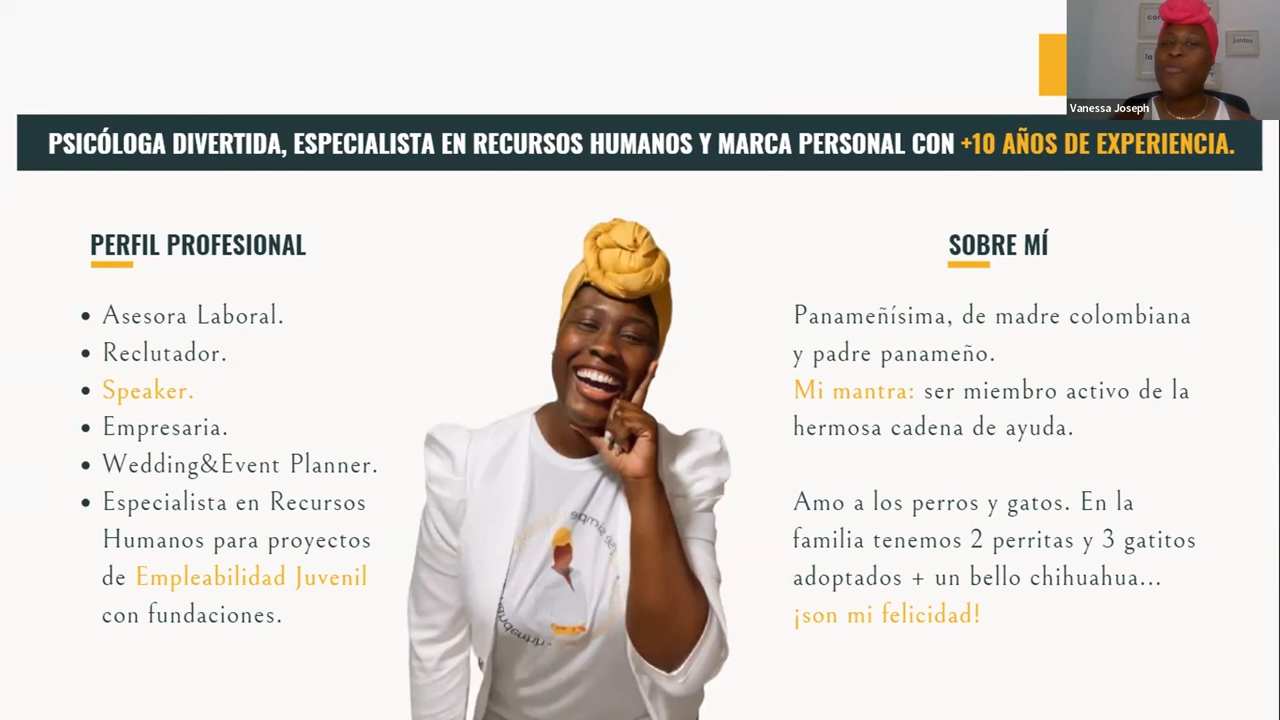 Vanessa Joseph
PSICÓLOGA DIVERTIDA, ESPECIALISTA EN RECURSOS HUMANOS Y MARCA PERSONAL CON +10 AÑOS DE EXPERIENCIA.
PERFIL PROFESIONAL
• Asesora Laboral.
• Reclutador.
• Speaker.
• Empresaria.
• Wedding&Event Planner.
• Especialista en Recursos
Humanos para proyectos
de Empleabilidad Juvenil
con fundaciones.
SOBRE MÍ
Panameñísima, de madre colombiana
y padre panameño.
Mi mantra: ser miembro activo de la
hermosa cadena de ayuda.
Amo a los perros y gatos. En la
familia tenemos 2 perritas y 3 gatitos
adoptados + un bello chihuahua...
¡son mi felicidad!
juntos
la